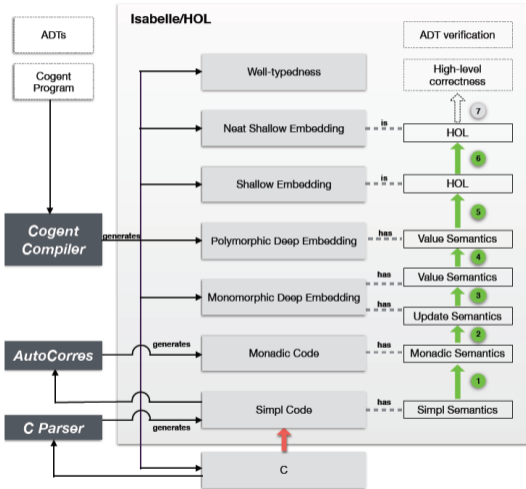 Isabelle/HOL
ADTs
ADT verification
Cogent
Program
Well-typedness
High-level
correctness
7
Neat Shallow Embedding
is
HOL
6
Shallow Embedding
is
HOL
5
Cogent
Compiler
generates
Polymorphic Deep Embedding
has
Value Semantics
4
has
Value Semantics
Monomorphic Deep Embedding
3
has
Update Semantics
2
AutoCorres
generates
Monadic Code
has
Monadic Semantics
1
Simpl Code
has
Simpl Semantics
C Parser
generates
C